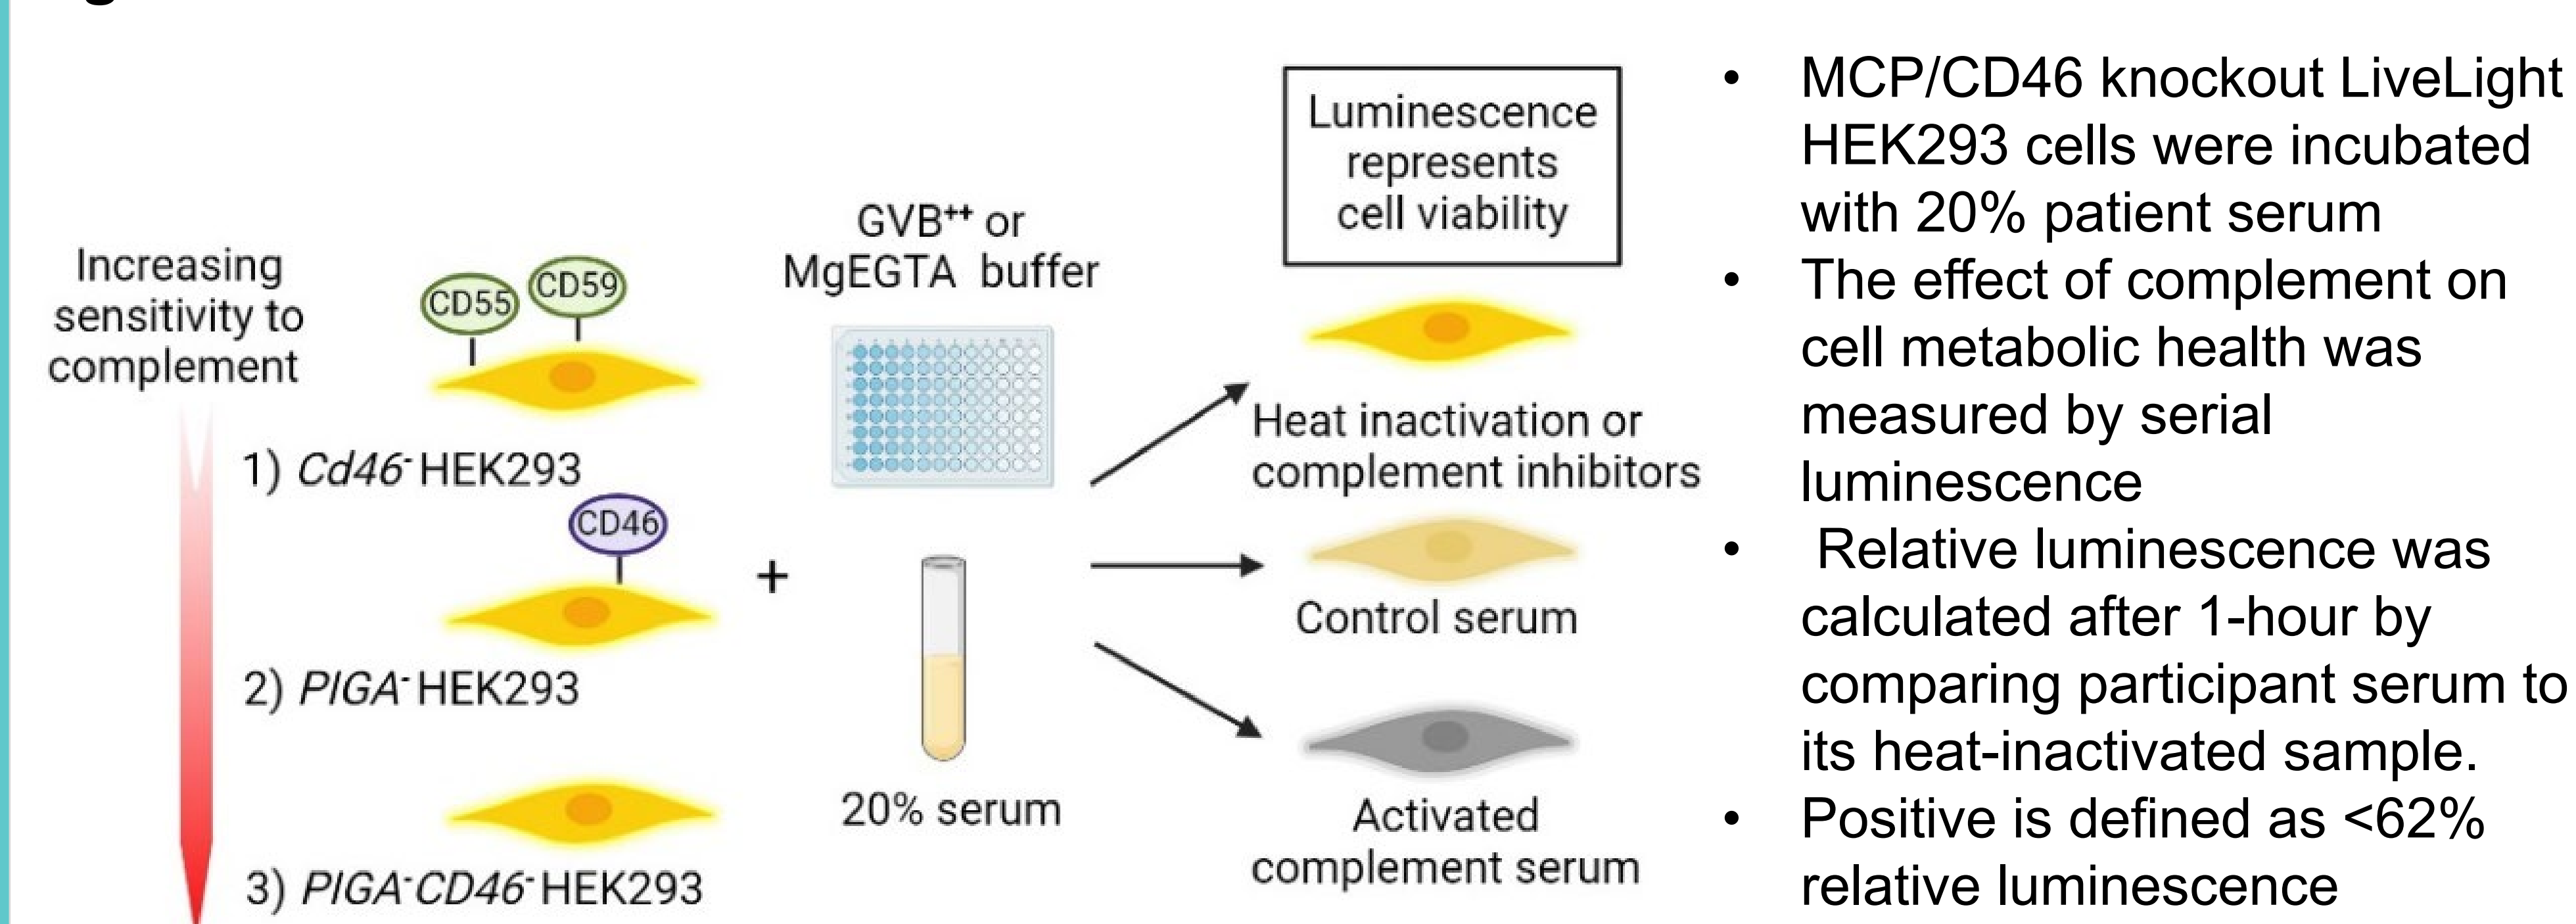 Increasing
sensitivity to
complement
CD55
CD59
1) Cd46⁻ HEK293
CD46
2) PIGA⁻ HEK293
3) PIGA⁻CD46⁻ HEK293
+
GVB⁺⁺ or
MgEGTA buffer
20% serum
Luminescence
represents
cell viability
Heat inactivation or
complement inhibitors
Control serum
Activated
complement serum
• MCP/CD46 knockout LiveLight
HEK293 cells were incubated
with 20% patient serum
• The effect of complement on
cell metabolic health was
measured by serial
luminescence
• Relative luminescence was
calculated after 1-hour by
comparing participant serum to
its heat-inactivated sample.
• Positive is defined as <62%
relative luminescence